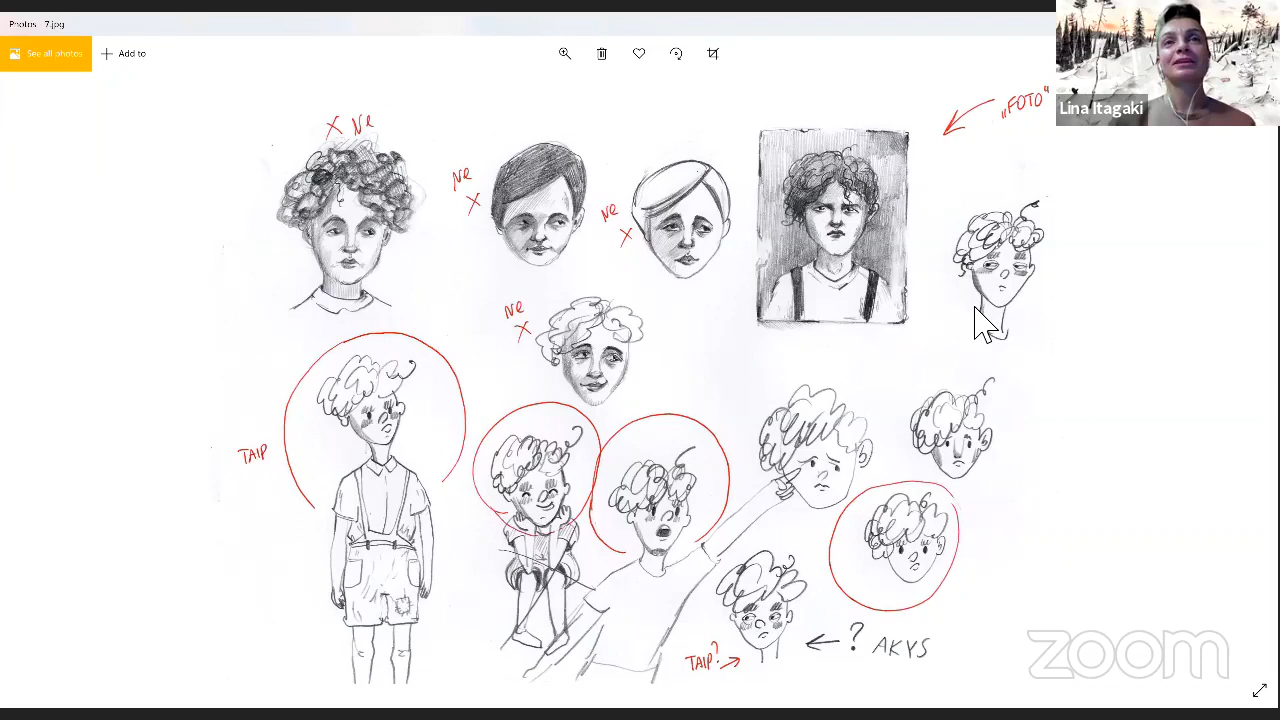 Photos - 7.jpg
See all photos
Add to
Lina Itagaki
„FOTO"
X Ne
Ne
X
Ne
X
Ne
X
TAIP
TAIP?
? AKYS
zoom